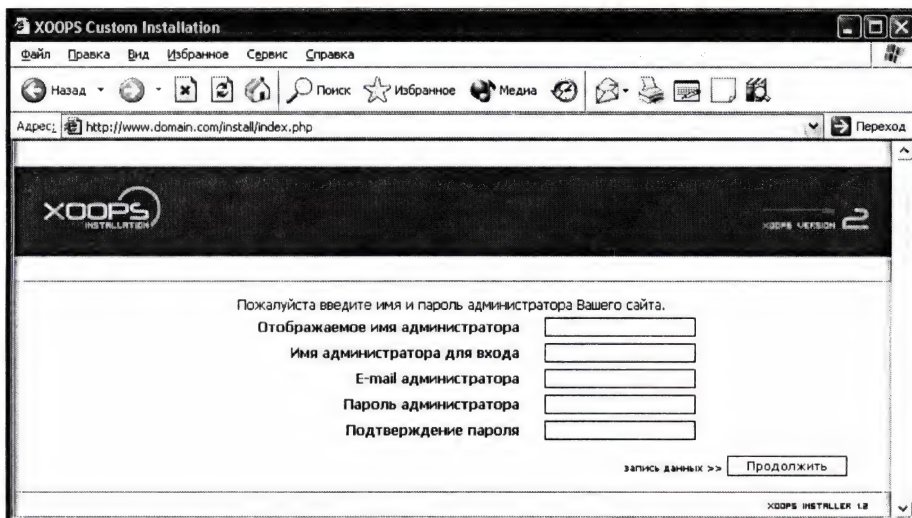 XOOPS Custom Installation
Файл Правка Вид Избранное Сервис Справка
Назад Поиск Избранное Медиа
Адрес: http://www.domain.com/install/index.php Переход
XOOPS
INSTALLATION
XOOPS VERSION 2
Пожалуйста введите имя и пароль администратора Вашего сайта.
Отображаемое имя администратора
Имя администратора для входа
E-mail администратора
Пароль администратора
Подтверждение пароля
запись данных >> Продолжить
XOOPS INSTALLER 1.2